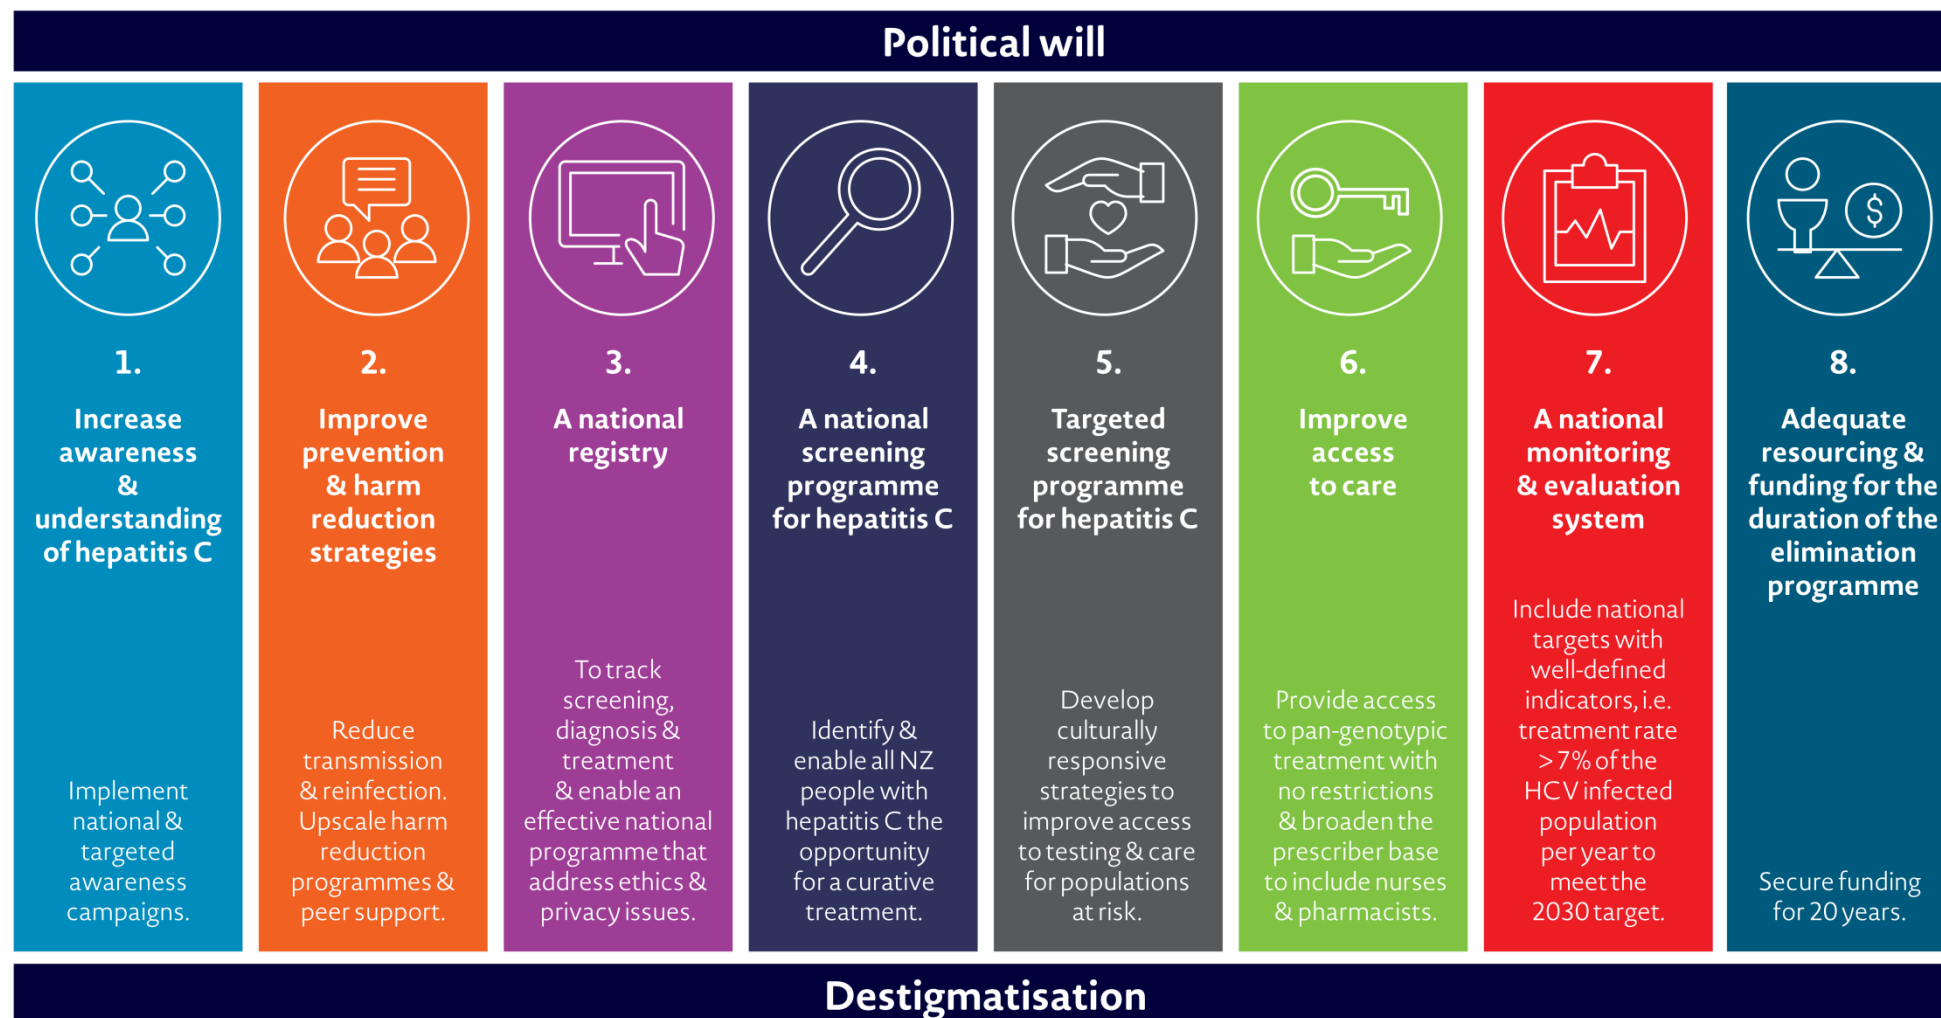 Political will
1.
Increase
awareness
&
understanding
of hepatitis C
Implement
national &
targeted
awareness
campaigns.
2.
Improve
prevention
& harm
reduction
strategies
Reduce
transmission
& reinfection.
Upscale harm
reduction
programmes &
peer support.
3.
A national
registry
To track
screening,
diagnosis &
treatment
& enable an
effective national
programme that
address ethics &
privacy issues.
4.
A national
screening
programme
for hepatitis C
Identify &
enable all NZ
people with
hepatitis C the
opportunity
for a curative
treatment.
5.
Targeted
screening
programme
for hepatitis C
Develop
culturally
responsive
strategies to
improve access
to testing & care
for populations
at risk.
6.
Improve
access
to care
Provide access
to pan-genotypic
treatment with
no restrictions
& broaden the
prescriber base
to include nurses
& pharmacists.
7.
A national
monitoring
& evaluation
system
Include national
targets with
well-defined
indicators, i.e.
treatment rate
>7% of the
HCV infected
population
per year to
meet the
2030 target.
8.
$
Adequate
resourcing &
funding for the
duration of the
elimination
programme
Secure funding
for 20 years.
Destigmatisation